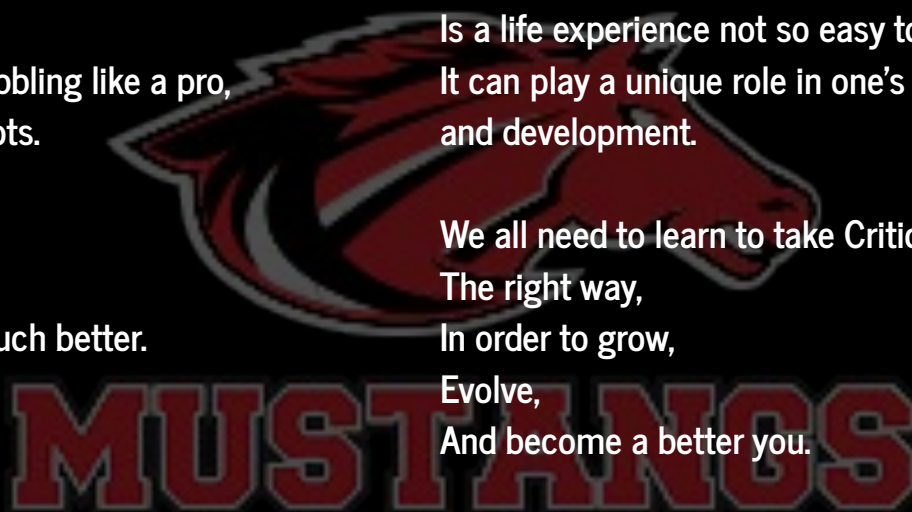 bbling like a pro,
ots.
uch better.
Is a life experience not so easy to
It can play a unique role in one's
and development.
We all need to learn to take Critic
The right way,
In order to grow,
Evolve,
And become a better you.
MUSTANGS